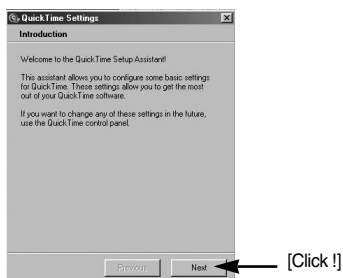 QuickTime Settings
Introduction
Welcome to the QuickTime Setup Assistant!
This assistant allows you to configure some basic settings
for QuickTime. These settings allow you to get the most
out of your QuickTime software.
If you want to change any of these settings in the future,
use the QuickTime control panel.
Previous
Next
[Click !]